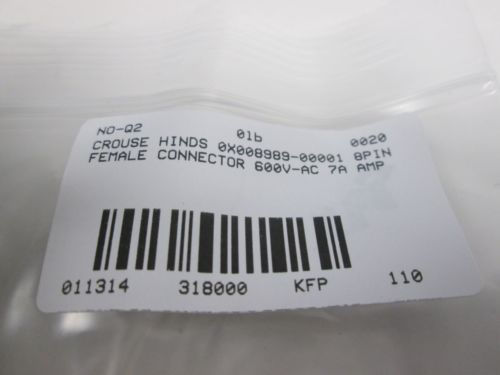 NO-Q2 01b 0020
CROUSE HINDS 0X008989-00001 8PIN
FEMALE CONNECTOR 600V-AC 7A AMP
011314 318000 KFP 110